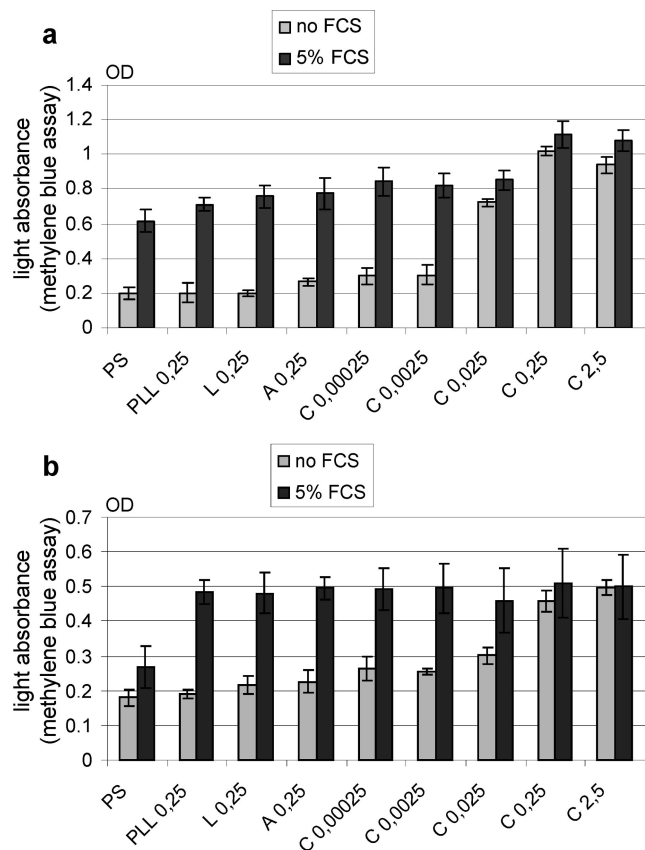 a
no FCS
5% FCS
OD
light absorbance
(methylene blue assay)
1.4
1.2
1
0.8
0.6
0.4
0.2
0
PS
PLL 0,25
L 0,25
A 0,25
C 0,00025
C 0,0025
C 0,025
C 0,25
C 2,5
b
no FCS
5% FCS
OD
light absorbance
(methylene blue assay)
0.7
0.6
0.5
0.4
0.3
0.2
0.1
0
PS
PLL 0,25
L 0,25
A 0,25
C 0,00025
C 0,0025
C 0,025
C 0,25
C 2,5